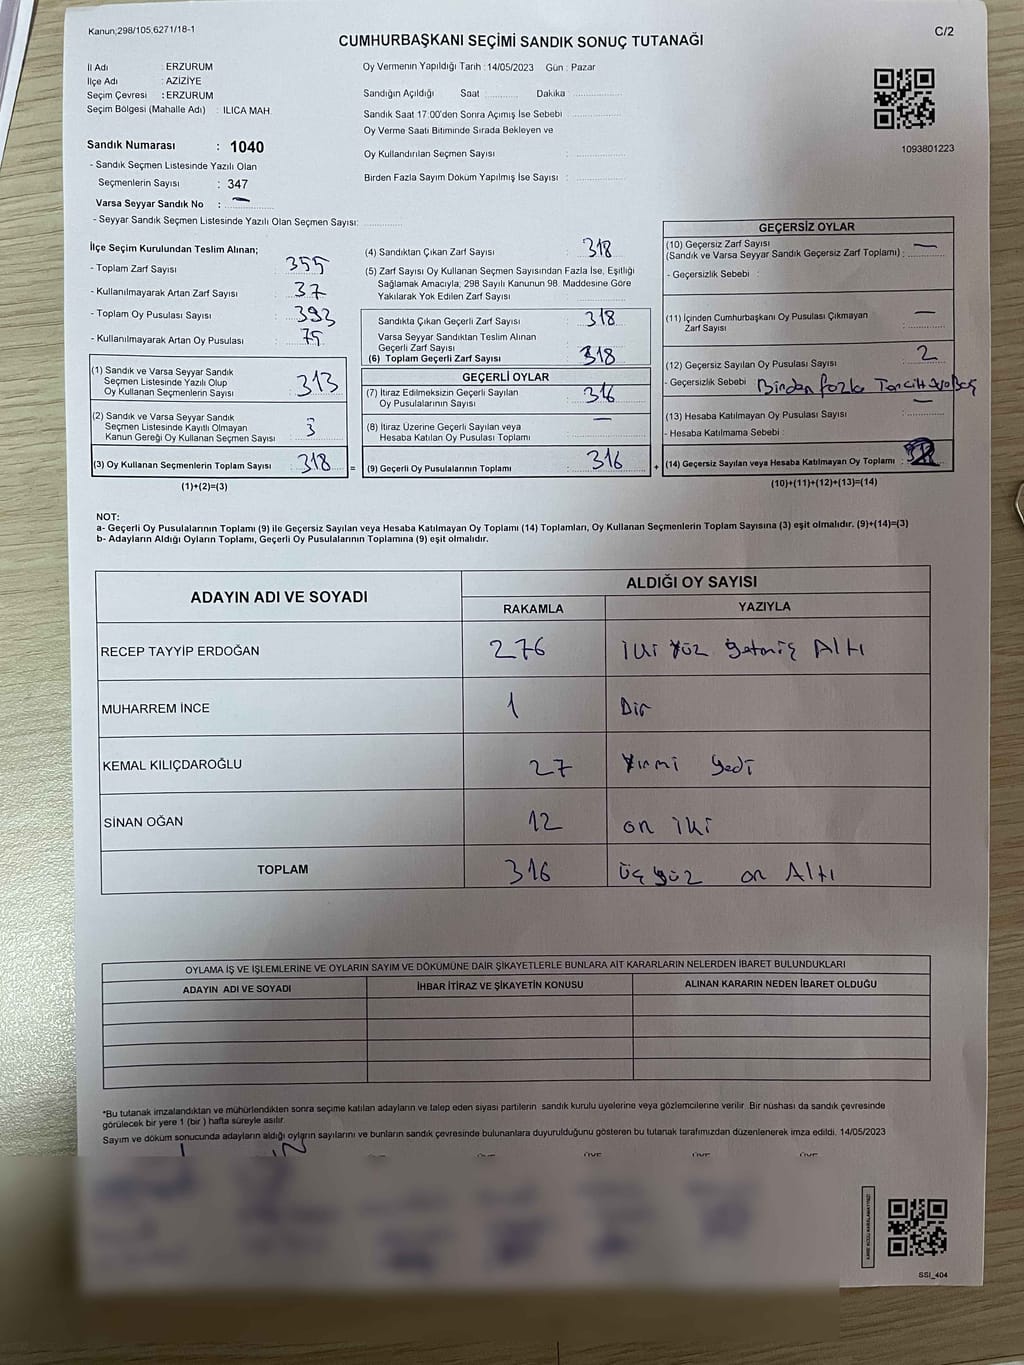 Kanun;298/105,6271/18-1
C/2
CUMHURBAŞKANI SEÇİMİ SANDIK SONUÇ TUTANAĞI
İl Adı : ERZURUM
İlçe Adı : AZİZİYE
Seçim Çevresi : ERZURUM
Seçim Bölgesi (Mahalle Adı) : ILICA MAH.
Oy Vermenin Yapıldığı Tarih : 14/05/2023 Gün : Pazar
Sandığın Açıldığı Saat Dakika
Sandık Saat 17:00'den Sonra Açımış İse Sebebi
Oy Verme Saati Bitiminde Sırada Bekleyen ve
Oy Kullandırılan Seçmen Sayısı :
Birden Fazla Sayım Döküm Yapılmış İse Sayısı :
1093801223
Sandık Numarası : 1040
- Sandık Seçmen Listesinde Yazılı Olan
Seçmenlerin Sayısı : 347
Varsa Seyyar Sandık No : —
- Seyyar Sandık Seçmen Listesinde Yazılı Olan Seçmen Sayısı:
İlçe Seçim Kurulundan Teslim Alınan;
- Toplam Zarf Sayısı : 355
- Kullanılmayarak Artan Zarf Sayısı : 37
- Toplam Oy Pusulası Sayısı : 393
- Kullanılmayarak Artan Oy Pusulası : 75
(1) Sandık ve Varsa Seyyar Sandık
Seçmen Listesinde Yazılı Olup
Oy Kullanan Seçmenlerin Sayısı : 313
(2) Sandık ve Varsa Seyyar Sandık
Seçmen Listesinde Kayıtlı Olmayan
Kanun Gereği Oy Kullanan Seçmen Sayısı : 3
(3) Oy Kullanan Seçmenlerin Toplam Sayısı : 318 =
(1)+(2)=(3)
(4) Sandıktan Çıkan Zarf Sayısı : 318
(5) Zarf Sayısı Oy Kullanan Seçmen Sayısından Fazla İse, Eşitliği
Sağlamak Amacıyla; 298 Sayılı Kanunun 98. Maddesine Göre
Yakılarak Yok Edilen Zarf Sayısı
Sandıkta Çıkan Geçerli Zarf Sayısı : 318
Varsa Seyyar Sandıktan Teslim Alınan
Geçerli Zarf Sayısı
(6) Toplam Geçerli Zarf Sayısı : 318
GEÇERLİ OYLAR
(7) İtiraz Edilmeksizin Geçerli Sayılan
Oy Pusulalarının Sayısı : 316
(8) İtiraz Üzerine Geçerli Sayılan veya
Hesaba Katılan Oy Pusulası Toplamı : —
(9) Geçerli Oy Pusulalarının Toplamı : 316 +
GEÇERSİZ OYLAR
(10) Geçersiz Zarf Sayısı
(Sandık ve Varsa Seyyar Sandık Geçersiz Zarf Toplamı) : —
- Geçersizlik Sebebi :
(11) İçinden Cumhurbaşkanı Oy Pusulası Çıkmayan
Zarf Sayısı : —
(12) Geçersiz Sayılan Oy Pusulası Sayısı : 2
- Geçersizlik Sebebi : Birden fazla Tercih
(13) Hesaba Katılmayan Oy Pusulası Sayısı : —
- Hesaba Katılmama Sebebi :
(14) Geçersiz Sayılan veya Hesaba Katılmayan Oy Toplamı : 2
(10)+(11)+(12)+(13)=(14)
NOT:
a- Geçerli Oy Pusulalarının Toplamı (9) ile Geçersiz Sayılan veya Hesaba Katılmayan Oy Toplamı (14) Toplamları, Oy Kullanan Seçmenlerin Toplam Sayısına (3) eşit olmalıdır. (9)+(14)=(3)
b- Adayların Aldığı Oyların Toplamı, Geçerli Oy Pusulalarının Toplamına (9) eşit olmalıdır.
ADAYIN ADI VE SOYADI
ALDIĞI OY SAYISI
RAKAMLA YAZIYLA
RECEP TAYYİP ERDOĞAN 276 iki Yüz Yetmiş Altı
MUHARREM İNCE 1 Bir
KEMAL KILIÇDAROĞLU 27 Yirmi yedi
SİNAN OĞAN 12 on iki
TOPLAM 316 üç yüz on Altı
OYLAMA İŞ VE İŞLEMLERİNE VE OYLARIN SAYIM VE DÖKÜMÜNE DAİR ŞİKAYETLERLE BUNLARA AİT KARARLARIN NELERDEN İBARET BULUNDUKLARI
ADAYIN ADI VE SOYADI İHBAR İTİRAZ VE ŞİKAYETİN KONUSU ALINAN KARARIN NEDEN İBARET OLDUĞU
*Bu tutanak imzalandıktan ve mühürlendikten sonra seçime katılan adayların ve talep eden siyasi partilerin sandık kurulu üyelerine veya gözlemcilerine verilir. Bir nüshası da sandık çevresinde
görülecek bir yere 1 (bir ) hafta süreyle asılır.
Sayım ve döküm sonucunda adayların aldığı oyların sayılarını ve bunların sandık çevresinde bulunanlara duyurulduğunu gösteren bu tutanak tarafımızdan düzenlenerek imza edildi. 14/05/2023
SSI_404